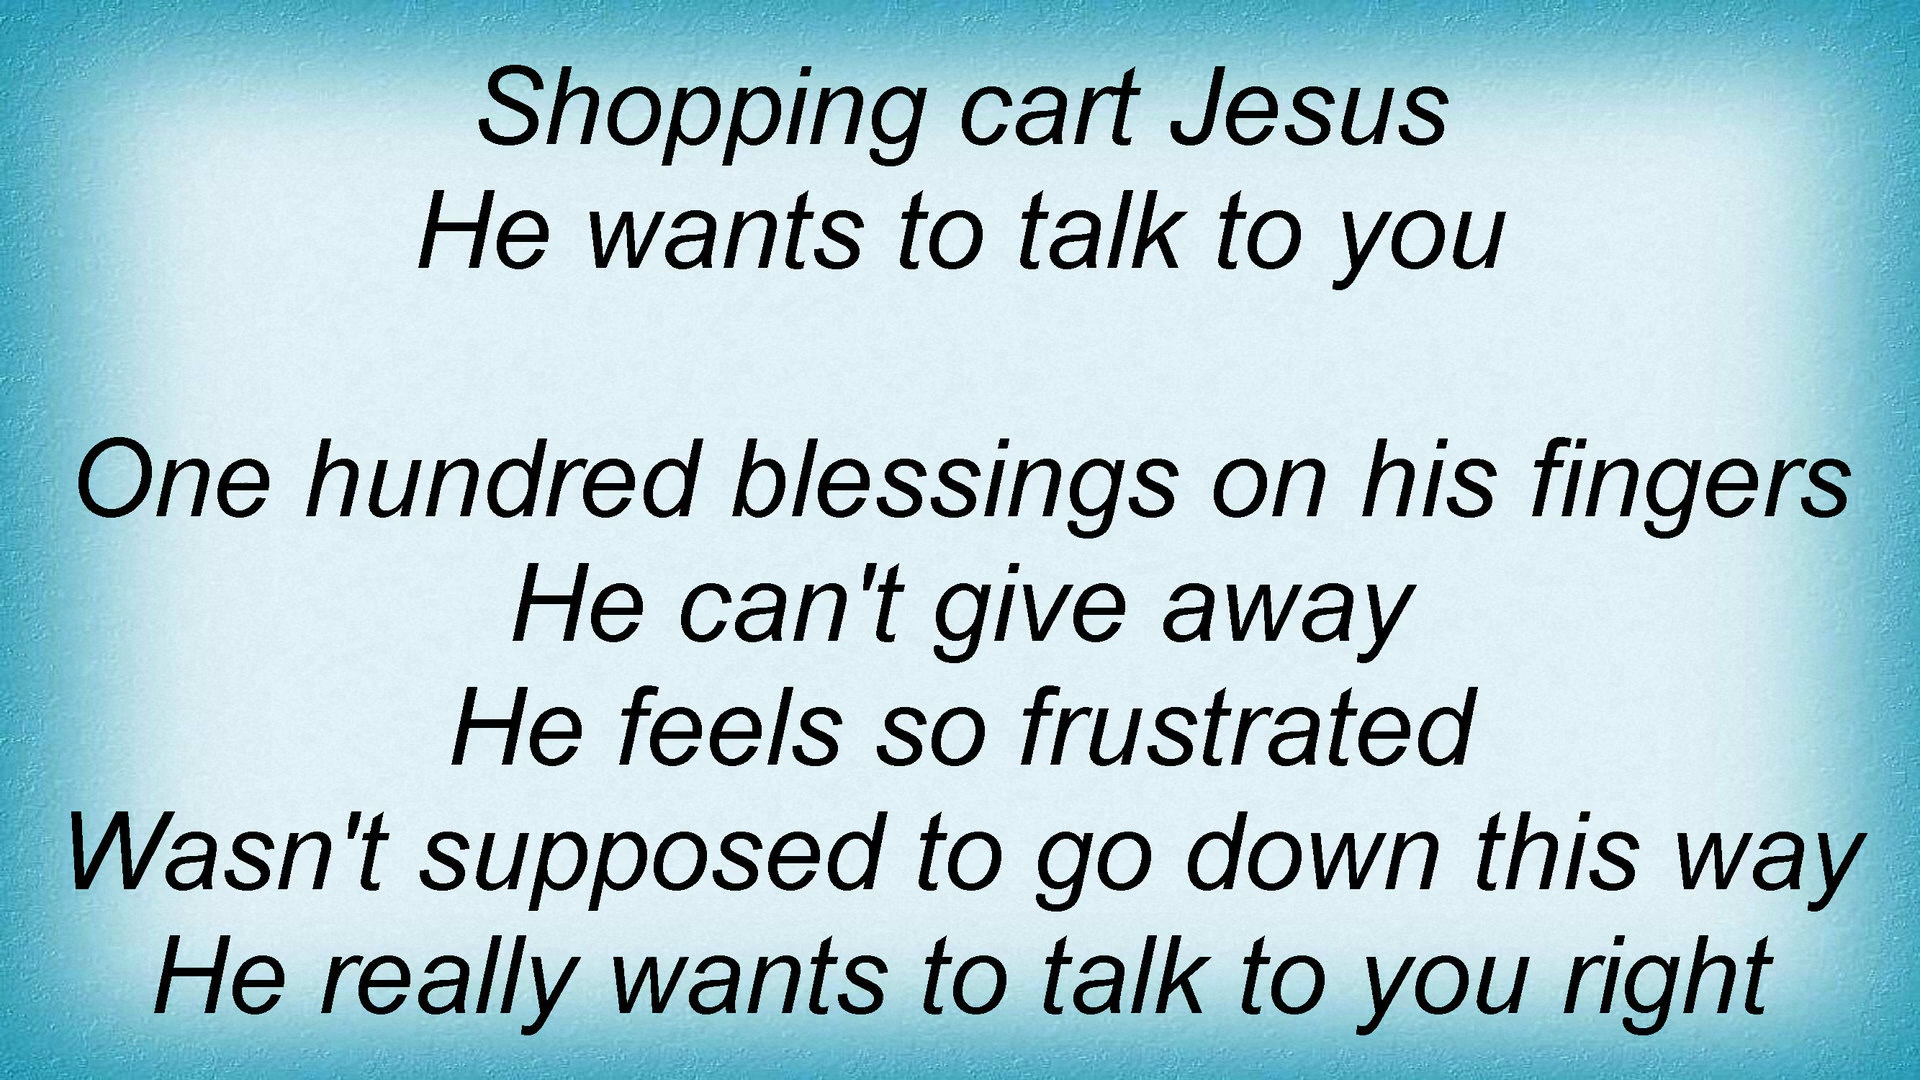 Shopping cart Jesus
He wants to talk to you
One hundred blessings on his fingers
He can't give away
He feels so frustrated
Wasn't supposed to go down this way
He really wants to talk to you right